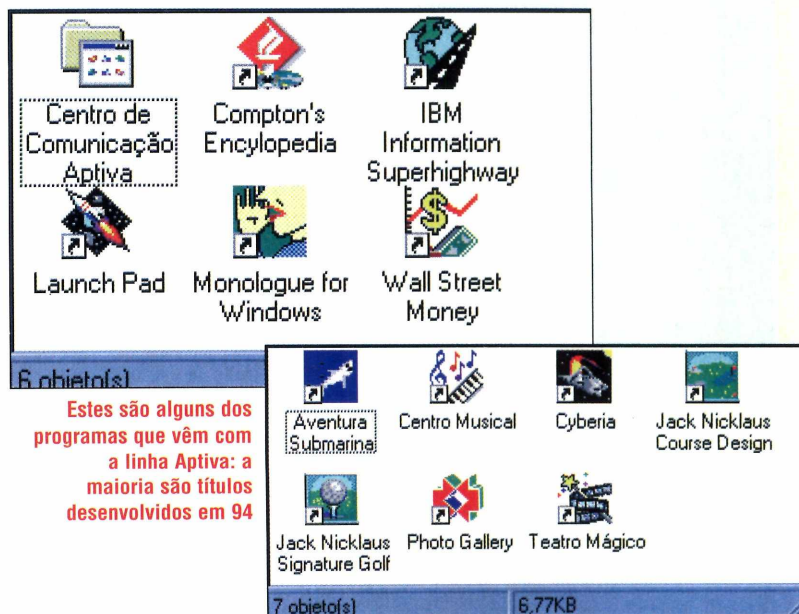 Centro de
Comunicação
Aptiva
Compton's
Encylopedia
IBM
Information
Superhighway
Launch Pad
Monologue for
Windows
Wall Street
Money
6 objeto(s)
Estes são alguns dos
programas que vêm com
a linha Aptiva: a
maioria são títulos
desenvolvidos em 94
Aventura
Submarina
Centro Musical
Cyberia
Jack Nicklaus
Course Design
Jack Nicklaus
Signature Golf
Photo Gallery
Teatro Mágico
7 objeto(s)
6,77KB